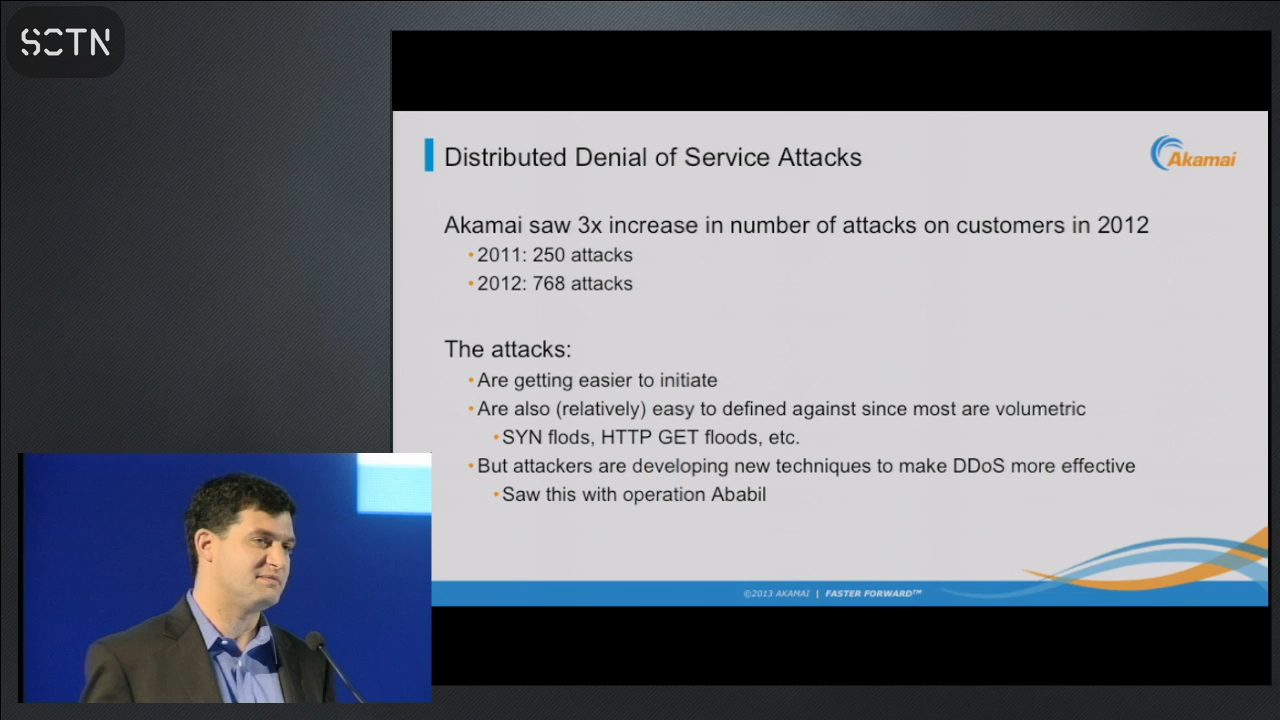 SCTN
Distributed Denial of Service Attacks
Akamai
Akamai saw 3x increase in number of attacks on customers in 2012
•2011: 250 attacks
•2012: 768 attacks
The attacks:
•Are getting easier to initiate
•Are also (relatively) easy to defined against since most are volumetric
•SYN flods, HTTP GET floods, etc.
•But attackers are developing new techniques to make DDoS more effective
•Saw this with operation Ababil
©2013 AKAMAI | FASTER FORWARD™